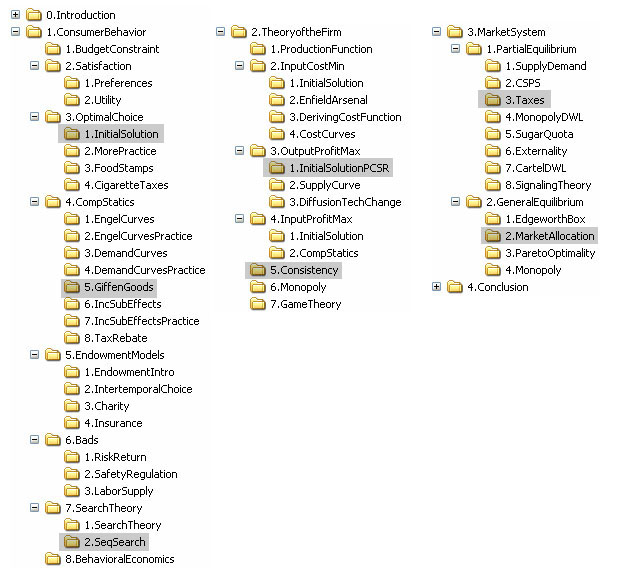 0.Introduction
1.ConsumerBehavior
1.BudgetConstraint
2.Satisfaction
1.Preferences
2.Utility
3.OptimalChoice
1.InitialSolution
2.MorePractice
3.FoodStamps
4.CigaretteTaxes
4.CompStatics
1.EngelCurves
2.EngelCurvesPractice
3.DemandCurves
4.DemandCurvesPractice
5.GiffenGoods
6.IncSubEffects
7.IncSubEffectsPractice
8.TaxRebate
5.EndowmentModels
1.EndowmentIntro
2.IntertemporalChoice
3.Charity
4.Insurance
6.Bads
1.RiskReturn
2.SafetyRegulation
3.LaborSupply
7.SearchTheory
1.SearchTheory
2.SeqSearch
8.BehavioralEconomics
2.TheoryoftheFirm
1.ProductionFunction
2.InputCostMin
1.InitialSolution
2.EnfieldArsenal
3.DerivingCostFunction
4.CostCurves
3.OutputProfitMax
1.InitialSolutionPCSR
2.SupplyCurve
3.DiffusionTechChange
4.InputProfitMax
1.InitialSolution
2.CompStatics
5.Consistency
6.Monopoly
7.GameTheory
3.MarketSystem
1.PartialEquilibrium
1.SupplyDemand
2.CSPS
3.Taxes
4.MonopolyDWL
5.SugarQuota
6.Externality
7.CartelDWL
8.SignalingTheory
2.GeneralEquilibrium
1.EdgeworthBox
2.MarketAllocation
3.ParetoOptimality
4.Monopoly
4.Conclusion